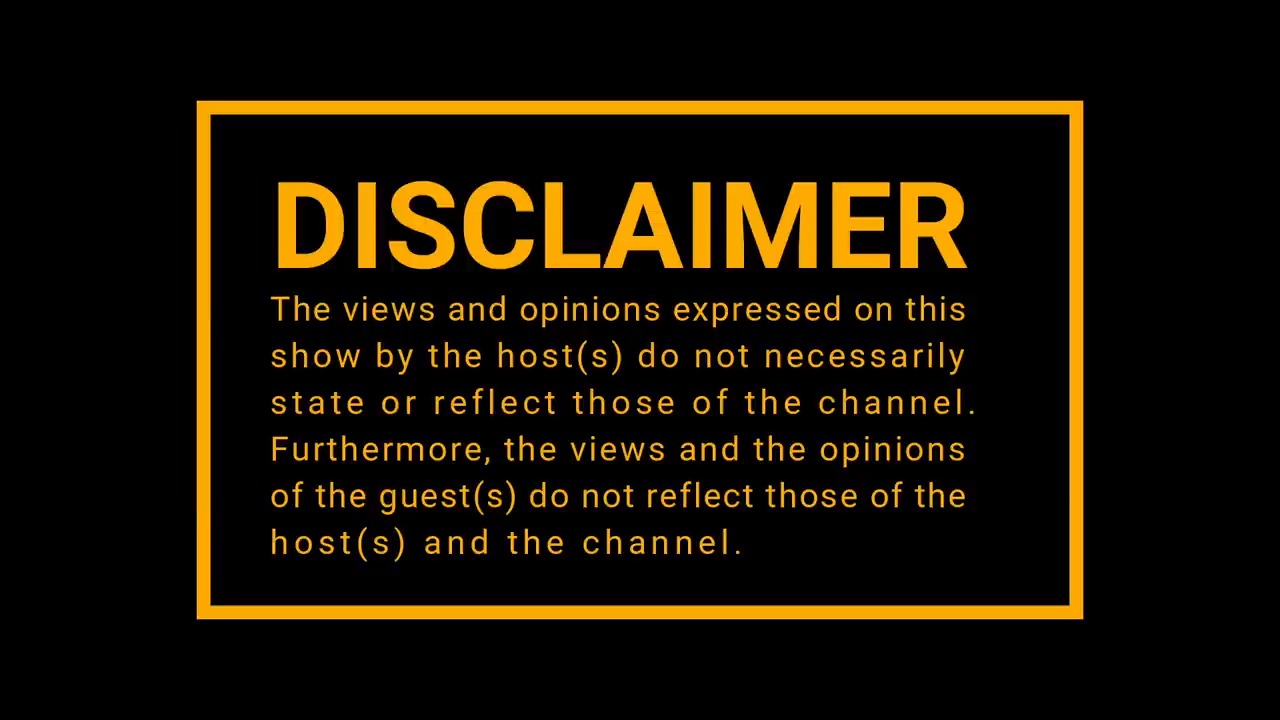 DISCLAIMER
The views and opinions expressed on this
show by the host(s) do not necessarily
state or reflect those of the channel.
Furthermore, the views and the opinions
of the guest(s) do not reflect those of the
host(s) and the channel.